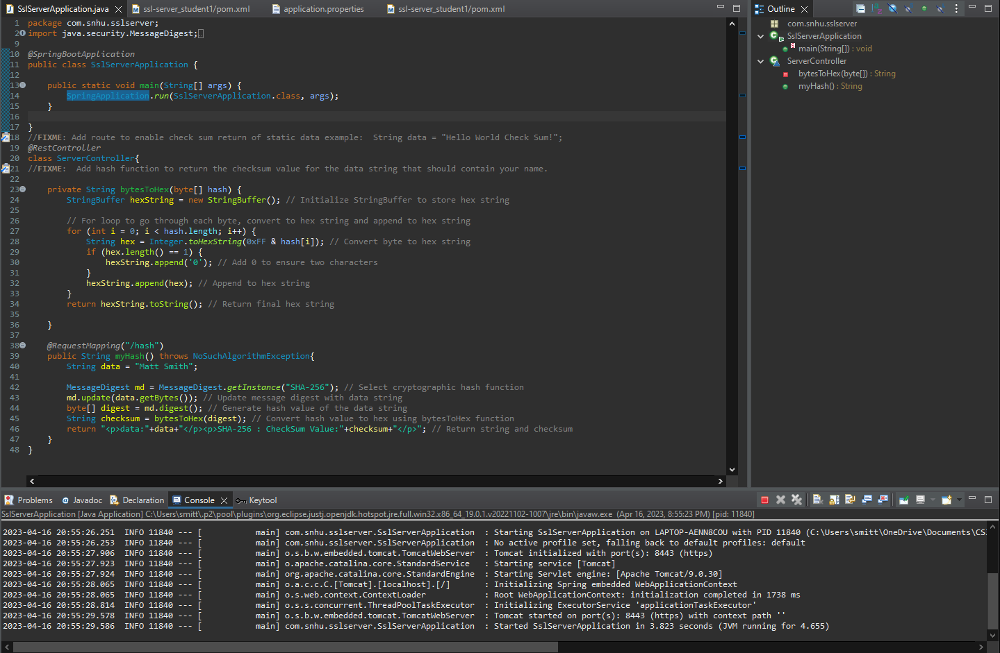 SslServerApplication.java
ssl-server_student1/pom.xml
application.properties
ssl-server_student1/pom.xml
1 package com.snhu.sslserver;
2 import java.security.MessageDigest;
9
10 @SpringBootApplication
11 public class SslServerApplication {
12
13 public static void main(String[] args) {
14 SpringApplication.run(SslServerApplication.class, args);
15 }
16
17 }
18 //FIXME: Add route to enable check sum return of static data example:  String data = "Hello World Check Sum!";
19 @RestController
20 class ServerController{
21 //FIXME:  Add hash function to return the checksum value for the data string that should contain your name.
22
23 private String bytesToHex(byte[] hash) {
24 StringBuffer hexString = new StringBuffer(); // Initialize StringBuffer to store hex string
25
26 // For loop to go through each byte, convert to hex string and append to hex string
27 for (int i = 0; i < hash.length; i++) {
28 String hex = Integer.toHexString(0xFF & hash[i]); // Convert byte to hex string
29 if (hex.length() == 1) {
30 hexString.append('0'); // Add 0 to ensure two characters
31 }
32 hexString.append(hex); // Append to hex string
33 }
34 return hexString.toString(); // Return final hex string
35
36 }
37
38 @RequestMapping("/hash")
39 public String myHash() throws NoSuchAlgorithmException{
40 String data = "Matt Smith";
41
42 MessageDigest md = MessageDigest.getInstance("SHA-256"); // Select cryptographic hash function
43 md.update(data.getBytes()); // Update message digest with data string
44 byte[] digest = md.digest(); // Generate hash value of the data string
45 String checksum = bytesToHex(digest); // Convert hash value to hex using bytesToHex function
46 return "<p>data:"+data+"</p><p>SHA-256 : CheckSum Value:"+checksum+"</p>"; // Return string and checksum
47 }
48 }
Outline
com.snhu.sslserver
SslServerApplication
main(String[]) : void
ServerController
bytesToHex(byte[]) : String
myHash() : String
Problems
Javadoc
Declaration
Console
Keytool
SslServerApplication [Java Application] C:\Users\smitt\.p2\pool\plugins\org.eclipse.justj.openjdk.hotspot.jre.full.win32.x86_64_19.0.1.v20221102-1007\jre\bin\javaw.exe (Apr 16, 2023, 8:55:23 PM) [pid: 11840]
2023-04-16 20:55:26.251  INFO 11840 --- [           main] com.snhu.sslserver.SslServerApplication  : Starting SslServerApplication on LAPTOP-AENN8COU with PID 11840 (C:\Users\smitt\OneDrive\Documents\CS
2023-04-16 20:55:26.253  INFO 11840 --- [           main] com.snhu.sslserver.SslServerApplication  : No active profile set, falling back to default profiles: default
2023-04-16 20:55:27.906  INFO 11840 --- [           main] o.s.b.w.embedded.tomcat.TomcatWebServer  : Tomcat initialized with port(s): 8443 (https)
2023-04-16 20:55:27.923  INFO 11840 --- [           main] o.apache.catalina.core.StandardService   : Starting service [Tomcat]
2023-04-16 20:55:27.924  INFO 11840 --- [           main] org.apache.catalina.core.StandardEngine  : Starting Servlet engine: [Apache Tomcat/9.0.30]
2023-04-16 20:55:28.065  INFO 11840 --- [           main] o.a.c.c.C.[Tomcat].[localhost].[/]       : Initializing Spring embedded WebApplicationContext
2023-04-16 20:55:28.065  INFO 11840 --- [           main] o.s.web.context.ContextLoader            : Root WebApplicationContext: initialization completed in 1738 ms
2023-04-16 20:55:28.814  INFO 11840 --- [           main] o.s.s.concurrent.ThreadPoolTaskExecutor  : Initializing ExecutorService 'applicationTaskExecutor'
2023-04-16 20:55:29.578  INFO 11840 --- [           main] o.s.b.w.embedded.tomcat.TomcatWebServer  : Tomcat started on port(s): 8443 (https) with context path ''
2023-04-16 20:55:29.586  INFO 11840 --- [           main] com.snhu.sslserver.SslServerApplication  : Started SslServerApplication in 3.823 seconds (JVM running for 4.655)